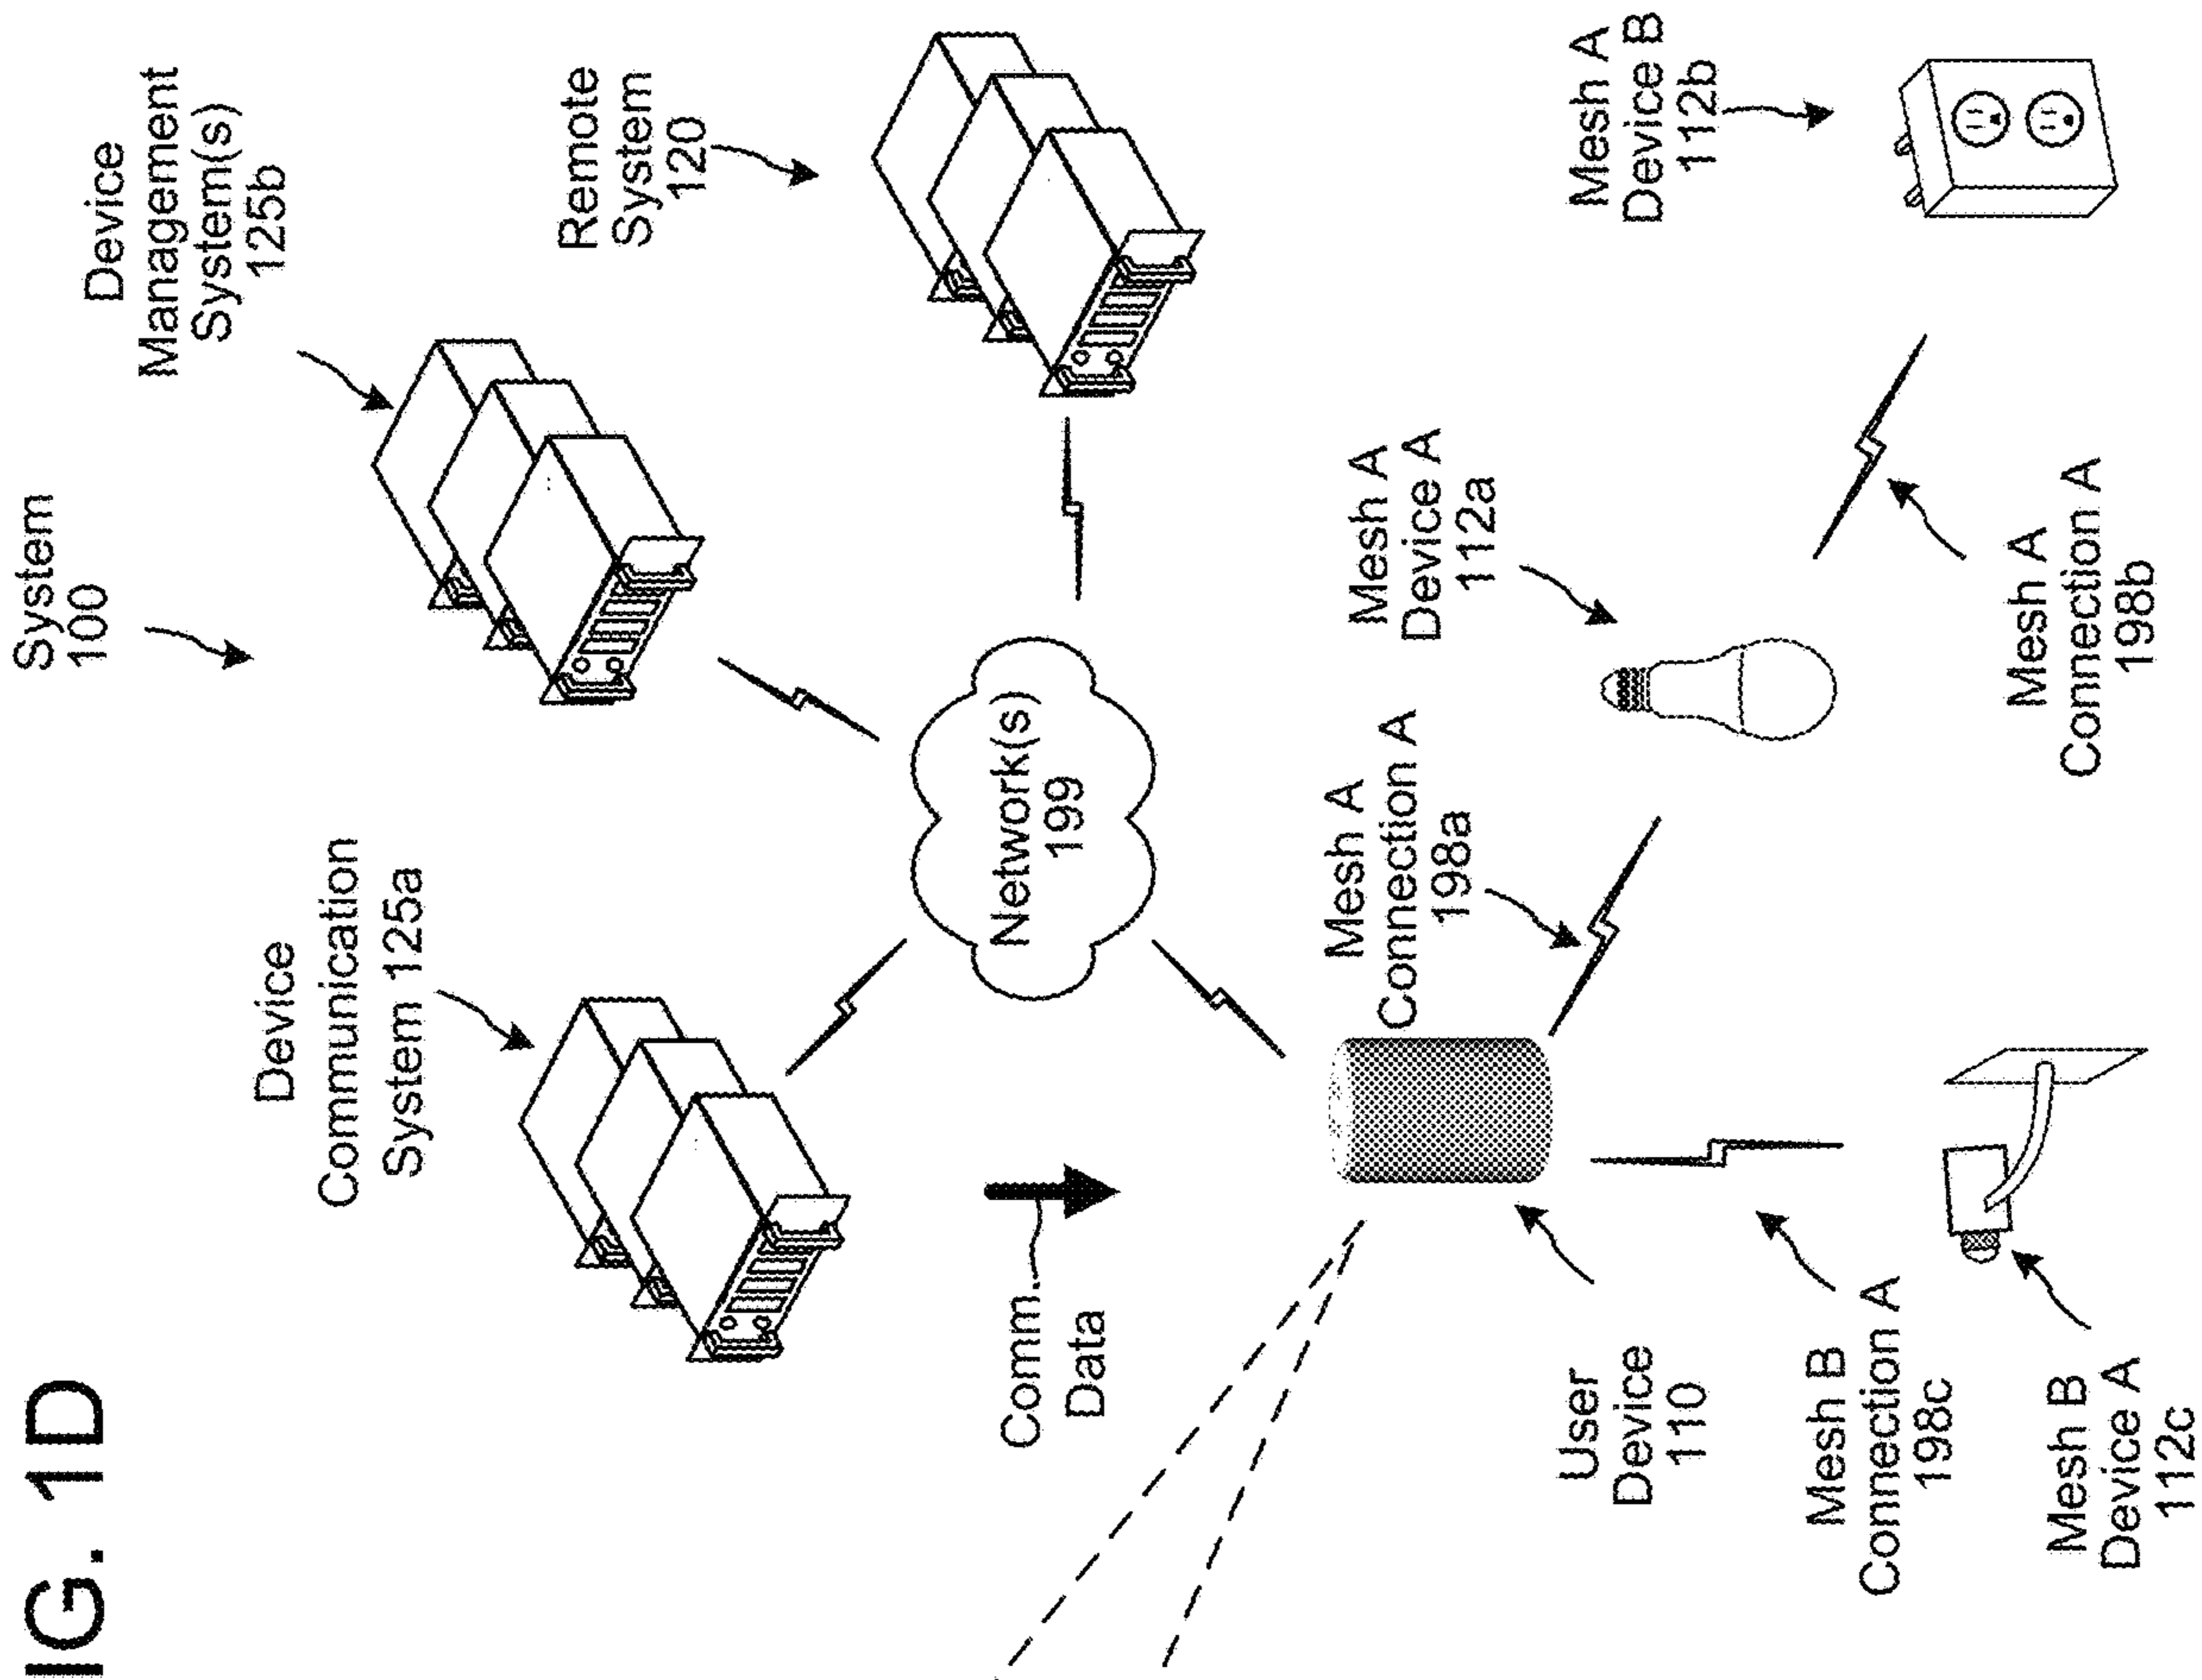 IG. 1D
System
100
Device
Management
System(s)
125b
Device
Communication
System 125a
Remote
System
120
Network(s)
199
Comm.
Data
Mesh A
Connection A
198a
Mesh A
Device A
112a
Mesh A
Device B
112b
User
Device
110
Mesh B
Connection A
198c
Mesh A
Connection A
198b
Mesh B
Device A
112c